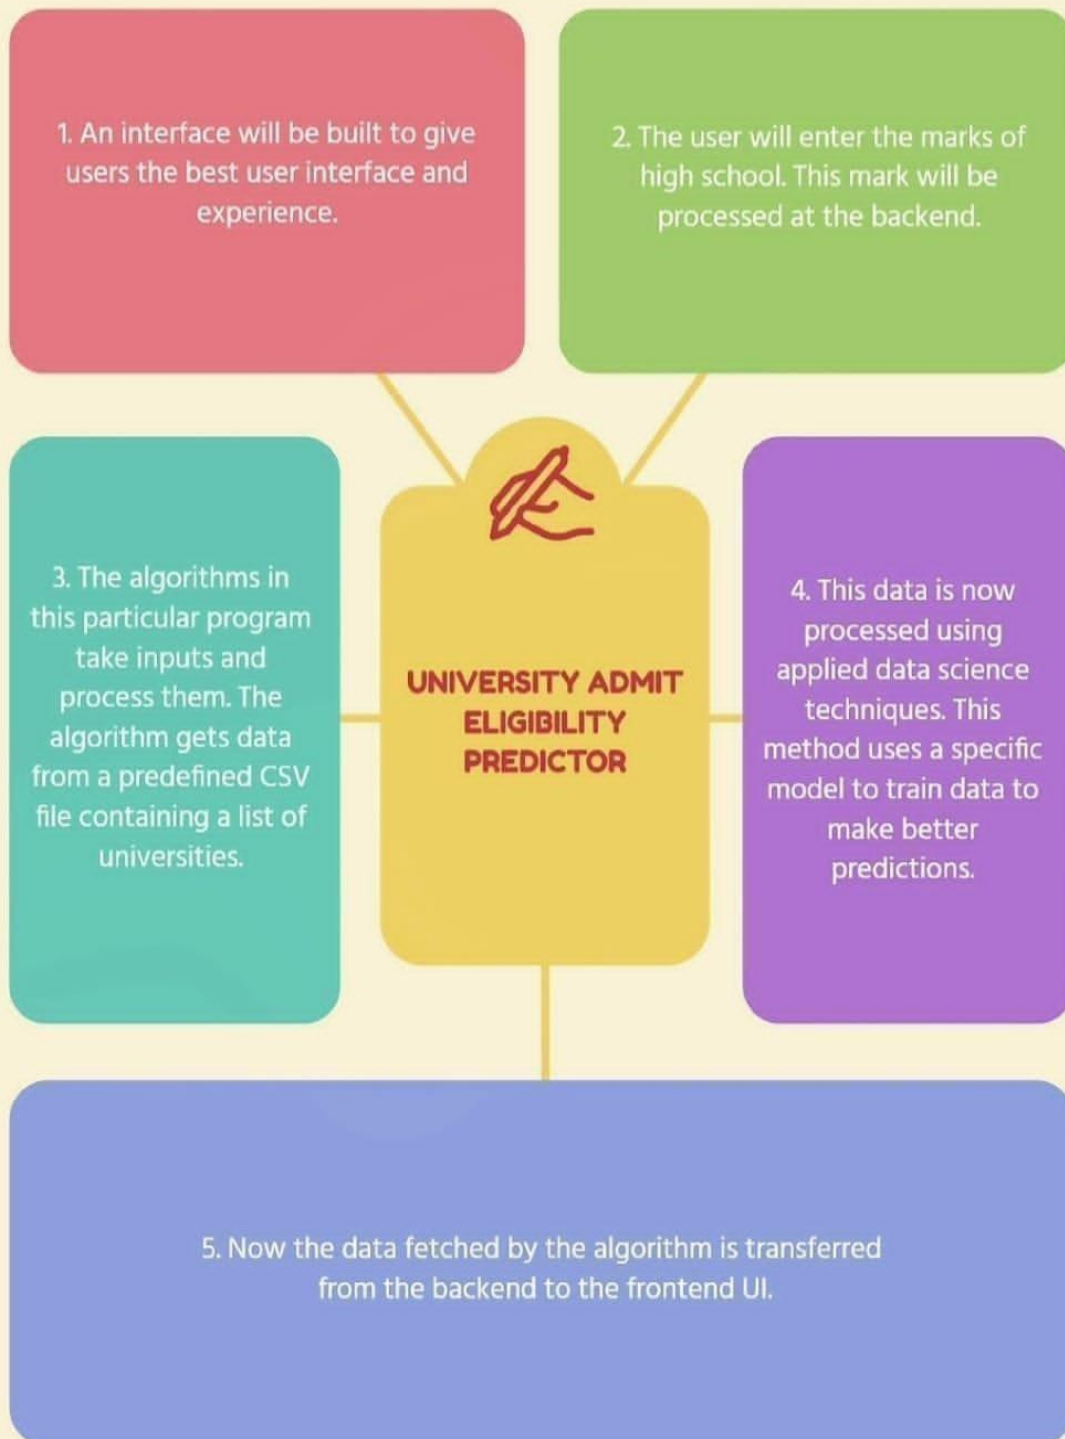 1. An interface will be built to give
users the best user interface and
experience.
2. The user will enter the marks of
high school. This mark will be
processed at the backend.
3. The algorithms in
this particular program
take inputs and
process them. The
algorithm gets data
from a predefined CSV
file containing a list of
universities.
UNIVERSITY ADMIT
ELIGIBILITY
PREDICTOR
4. This data is now
processed using
applied data science
techniques. This
method uses a specific
model to train data to
make better
predictions.
5. Now the data fetched by the algorithm is transferred
from the backend to the frontend UI.